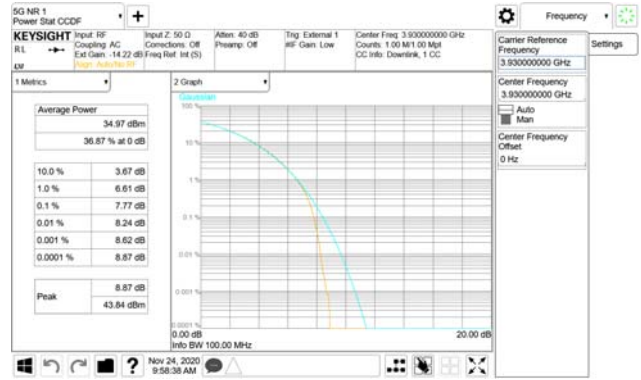 5G NR 1
Power Stat CCDF
Frequency
KEYSIGHT
RL
Input: RF
Coupling: AC
Ext Gain: -14.22 dB
Align: Auto/No RF
Input Z: 50 Ω
Corrections: Off
Freq Ref: Int (S)
Atten: 40 dB
Preamp: Off
Trig: External 1
#IF Gain: Low
Center Freq: 3.930000000 GHz
Counts: 1.00 M/1.00 Mpt
CC Info: Downlink, 1 CC
Carrier Reference
Frequency
3.930000000 GHz
Settings
Center Frequency
3.930000000 GHz
Auto
Man
Center Frequency
Offset
0 Hz
1 Metrics
Average Power
34.97 dBm
36.87 % at 0 dB
10.0 % 3.67 dB
1.0 % 6.61 dB
0.1 % 7.77 dB
0.01 % 8.24 dB
0.001 % 8.62 dB
0.0001 % 8.87 dB
Peak
8.87 dB
43.84 dBm
2 Graph
Gaussian
100 %
10 %
1 %
0.1 %
0.01 %
0.001 %
0.0001 %
0.00 dB
20.00 dB
Info BW 100.00 MHz
?
Nov 24, 2020
9:58:38 AM